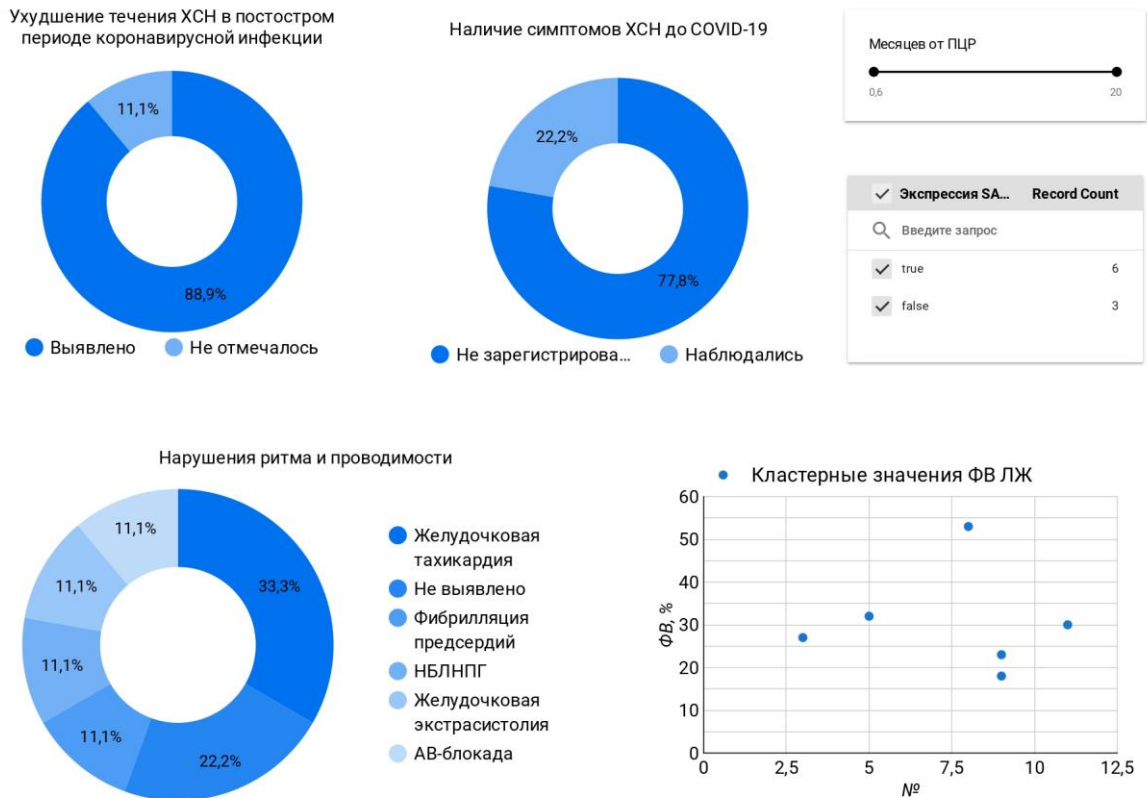 Ухудшение течения ХСН в постостром
периоде коронавирусной инфекции
11,1%
88,9%
Выявлено Не отмечалось
Наличие симптомов ХСН до COVID-19
22,2%
77,8%
Не зарегистрирова... Наблюдались
Месяцев от ПЦР
0,6 20
Экспрессия SA... Record Count
Введите запрос
true 6
false 3
Нарушения ритма и проводимости
11,1%
11,1%
33,3%
11,1%
11,1%
22,2%
Желудочковая
тахикардия
Не выявлено
Фибрилляция
предсердий
НБЛНПГ
Желудочковая
экстрасистолия
АВ-блокада
Кластерные значения ФВ ЛЖ
60
50
40
30
20
10
0
ФВ, %
0 2,5 5 7,5 10 12,5
№